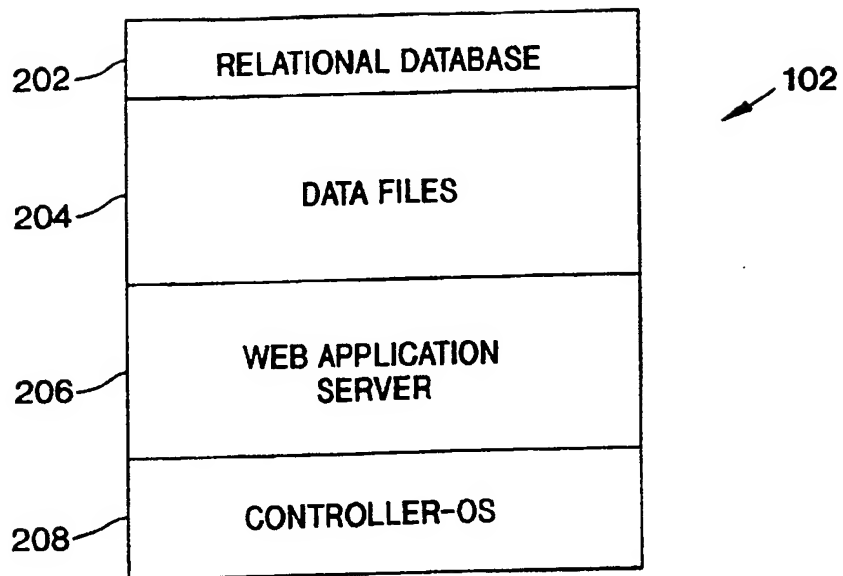 202
RELATIONAL DATABASE
102
204
DATA FILES
206
WEB APPLICATION
SERVER
208
CONTROLLER-OS